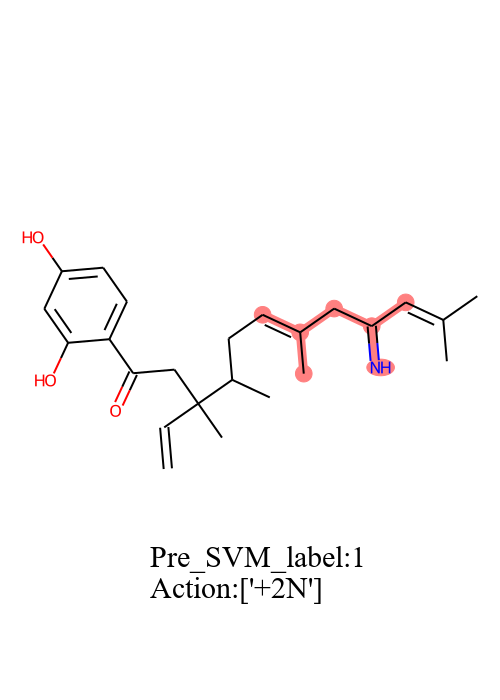 HO
HO
O
NH
Pre_SVM_label:1
Action:['+2N']